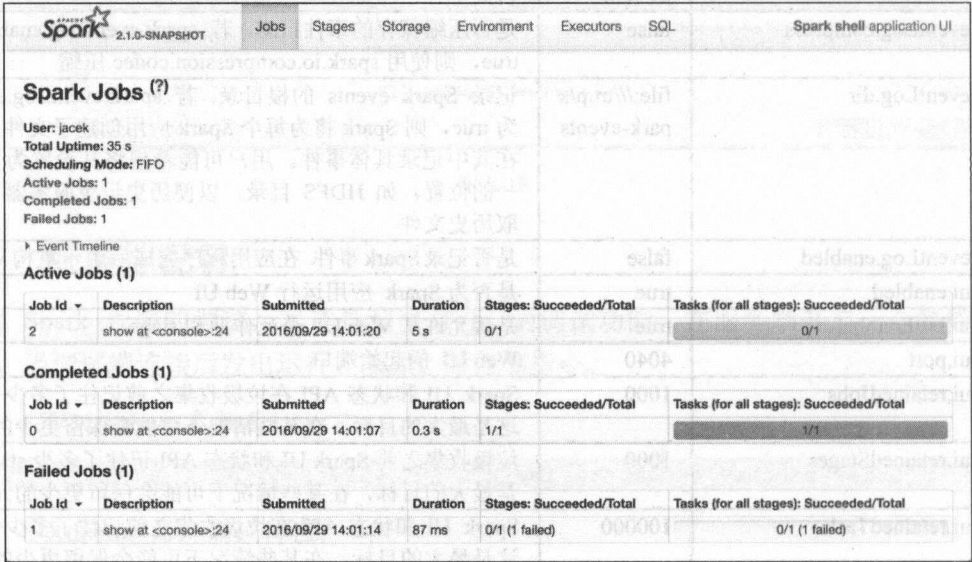 APACHE
Spark 2.1.0-SNAPSHOT Jobs Stages Storage Environment Executors SQL Spark shell application UI
Spark Jobs (?)
User: jacek
Total Uptime: 35 s
Scheduling Mode: FIFO
Active Jobs: 1
Completed Jobs: 1
Failed Jobs: 1
Event Timeline
Active Jobs (1)
Job Id Description Submitted Duration Stages: Succeeded/Total Tasks (for all stages): Succeeded/Total
2 show at <console>:24 2016/09/29 14:01:20 5 s 0/1 0/1
Completed Jobs (1)
Job Id Description Submitted Duration Stages: Succeeded/Total Tasks (for all stages): Succeeded/Total
0 show at <console>:24 2016/09/29 14:01:07 0.3 s 1/1 1/1
Failed Jobs (1)
Job Id Description Submitted Duration Stages: Succeeded/Total Tasks (for all stages): Succeeded/Total
1 show at <console>:24 2016/09/29 14:01:14 87 ms 0/1 (1 failed) 0/1 (1 failed)